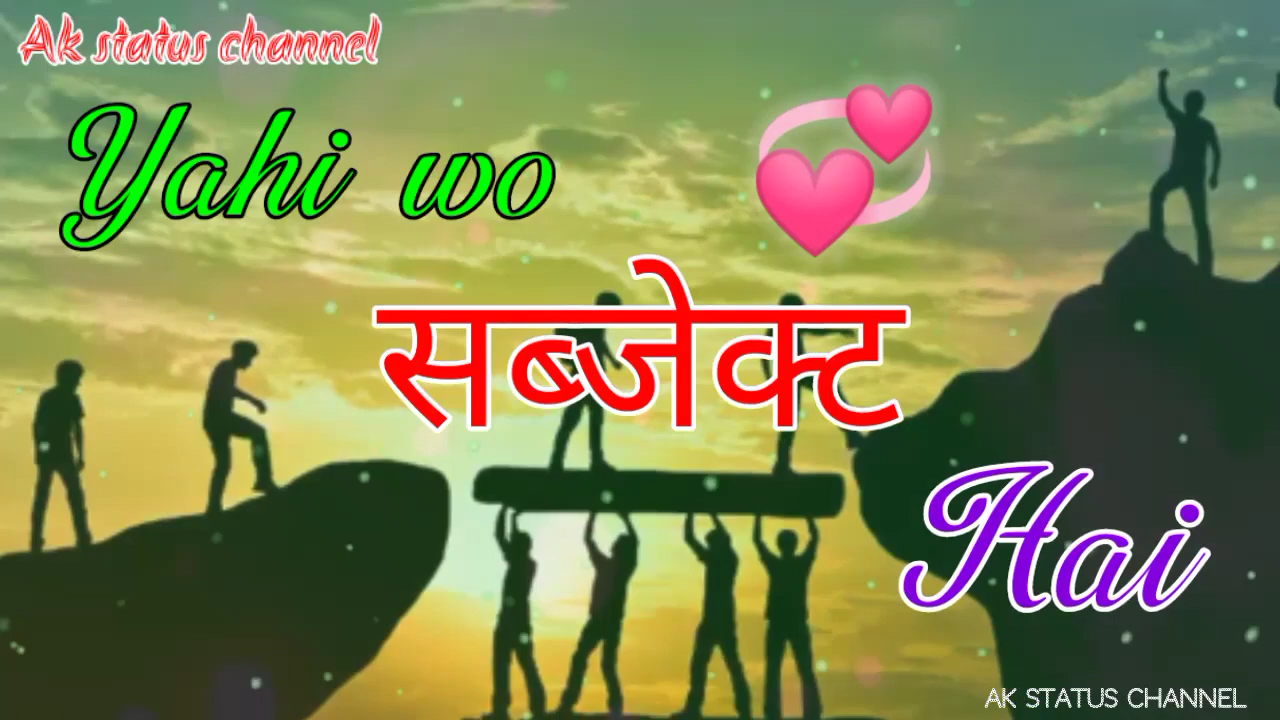 Ak status channel
Yahi wo
सब्जेक्ट
Hai
AK STATUS CHANNEL